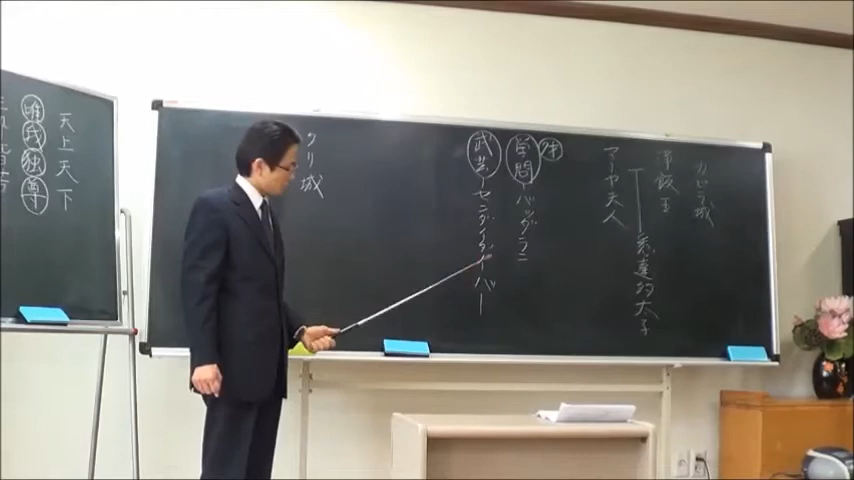 カピラ城
浄飯王
マーヤ夫人
悉達多太子
師
学問 バッダラニ
武芸 センダイダーバー
クリ城
天上天下
唯我独尊